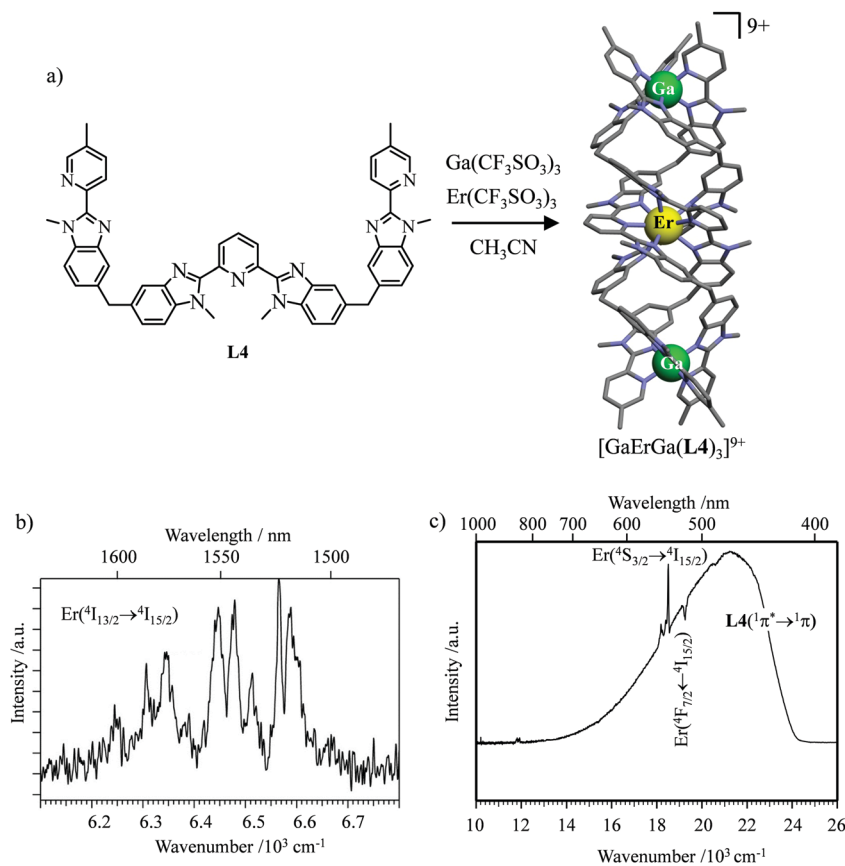 a)
N
N
N
N
N
N
N
N
N
N
N
L4
Ga(CF₃SO₃)₃
Er(CF₃SO₃)₃
CH₃CN
9+
Ga
Er
Ga
[GaErGa(L4)₃]⁹⁺
b)
Wavelength / nm
1600 1550 1500
Er(⁴I₁₃/₂→⁴I₁₅/₂)
Intensity /a.u.
6.2 6.3 6.4 6.5 6.6 6.7
Wavenumber /10³ cm⁻¹
c)
Wavelength / nm
1000 800 700 600 500 400
Er(⁴S₃/₂→⁴I₁₅/₂)
L4(¹π*→¹π)
Er(⁴F₇/₂←⁴I₁₅/₂)
Intensity /a.u.
10 12 14 16 18 20 22 24 26
Wavenumber /10³ cm⁻¹